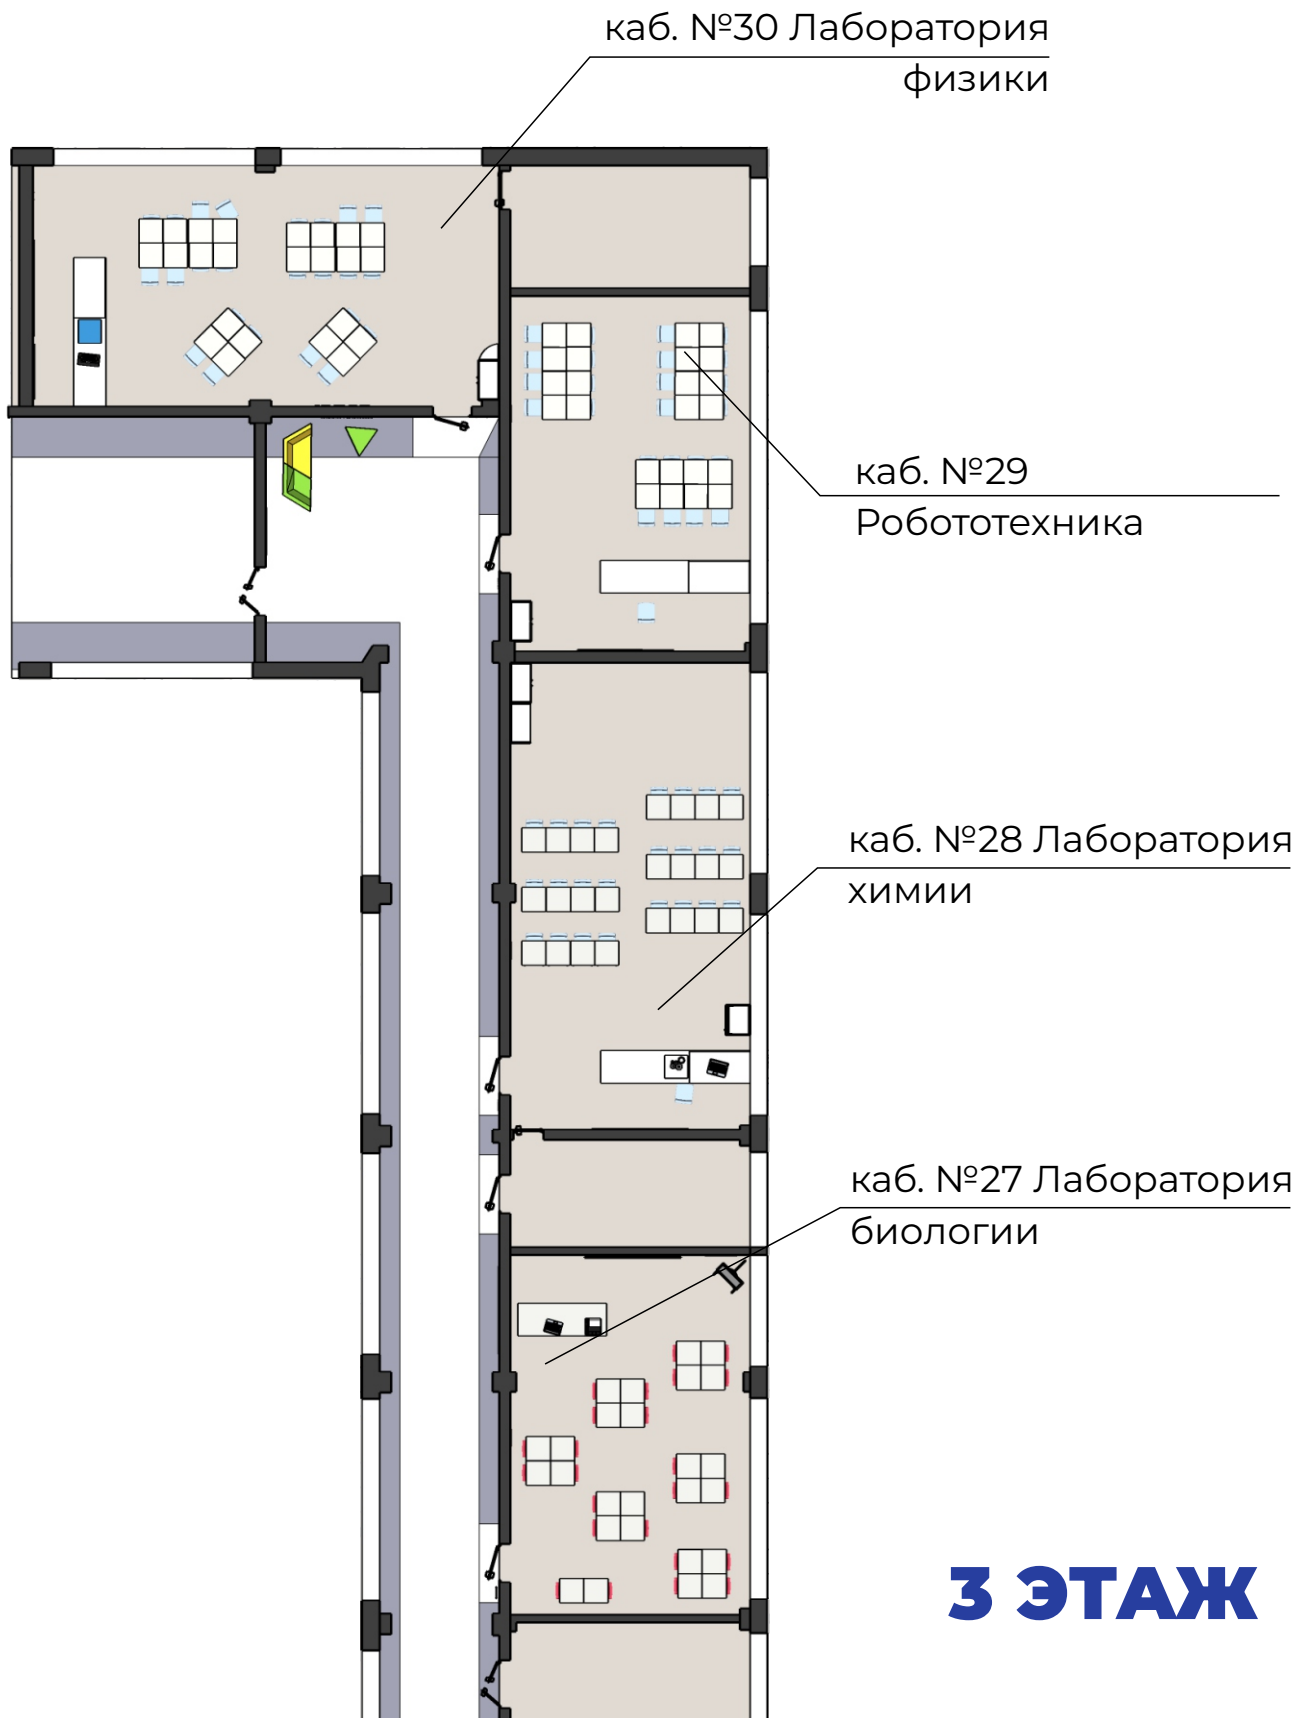 каб. №30 Лаборатория
физики
каб. №29
Робототехника
каб. №28 Лаборатория
химии
каб. №27 Лаборатория
биологии
3 ЭТАЖ